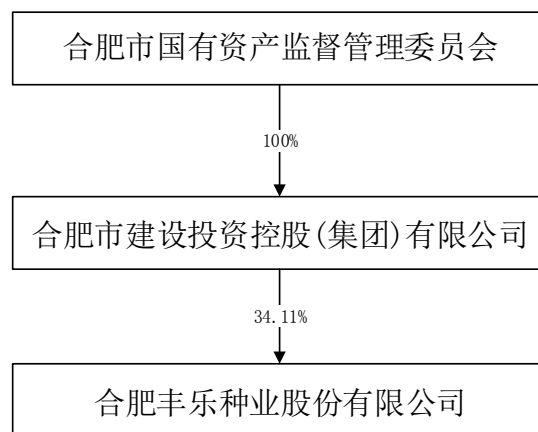 合肥市国有资产监督管理委员会
100%
合肥市建设投资控股(集团)有限公司
34.11%
合肥丰乐种业股份有限公司